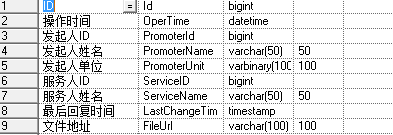 1 ID = Id bigint
2 操作时间 OperTime datetime
3 发起人ID PromoterId bigint
4 发起人姓名 PromoterName varchar(50) 50
5 发起人单位 PromoterUnit varbinary(100 100
6 服务人ID ServiceID bigint
7 服务人姓名 ServiceName varchar(50) 50
8 最后回复时间 LastChangeTim timestamp
9 文件地址 FileUrl varchar(100) 100